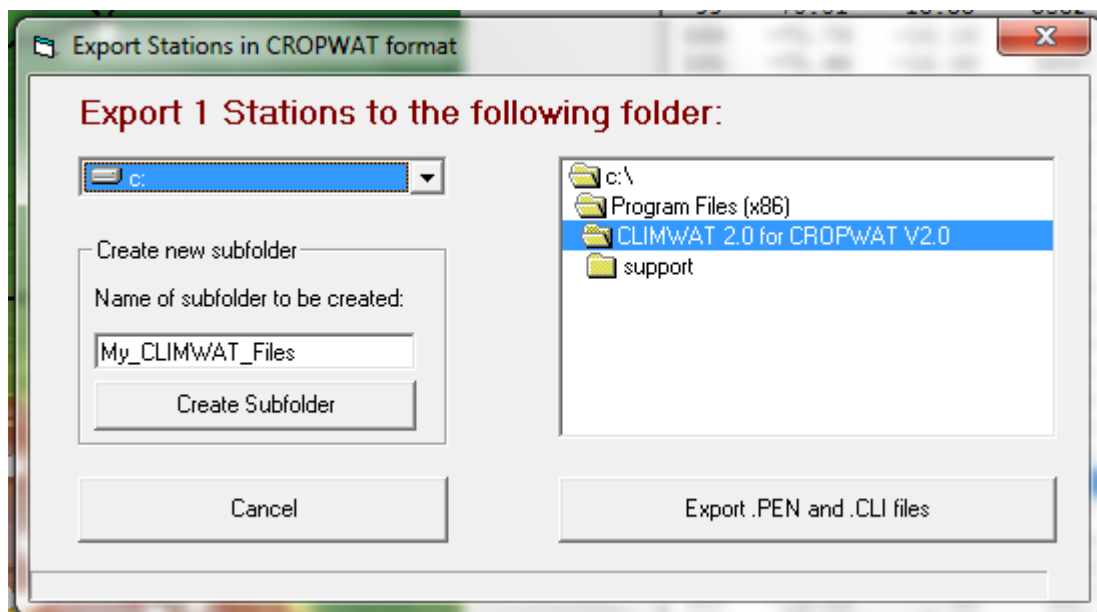 Export Stations in CROPWAT format
Export 1 Stations to the following folder:
c:
Create new subfolder
Name of subfolder to be created:
My_CLIMWAT_Files
Create Subfolder
Cancel
c:\
Program Files (x86)
CLIMWAT 2.0 for CROPWAT V2.0
support
Export .PEN and .CLI files